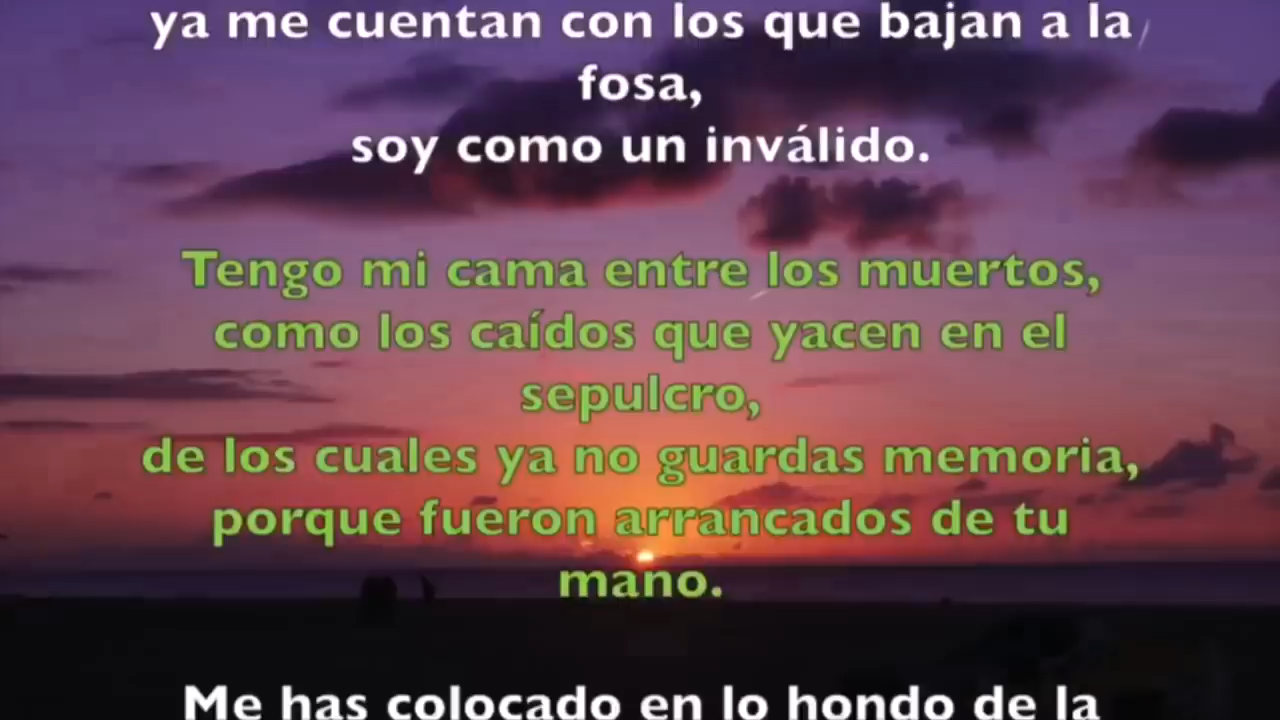 ya me cuentan con los que bajan a la
fosa,
soy como un inválido.
Tengo mi cama entre los muertos,
como los caídos que yacen en el
sepulcro,
de los cuales ya no guardas memoria,
porque fueron arrancados de tu
mano.
Me has colocado en lo hondo de la